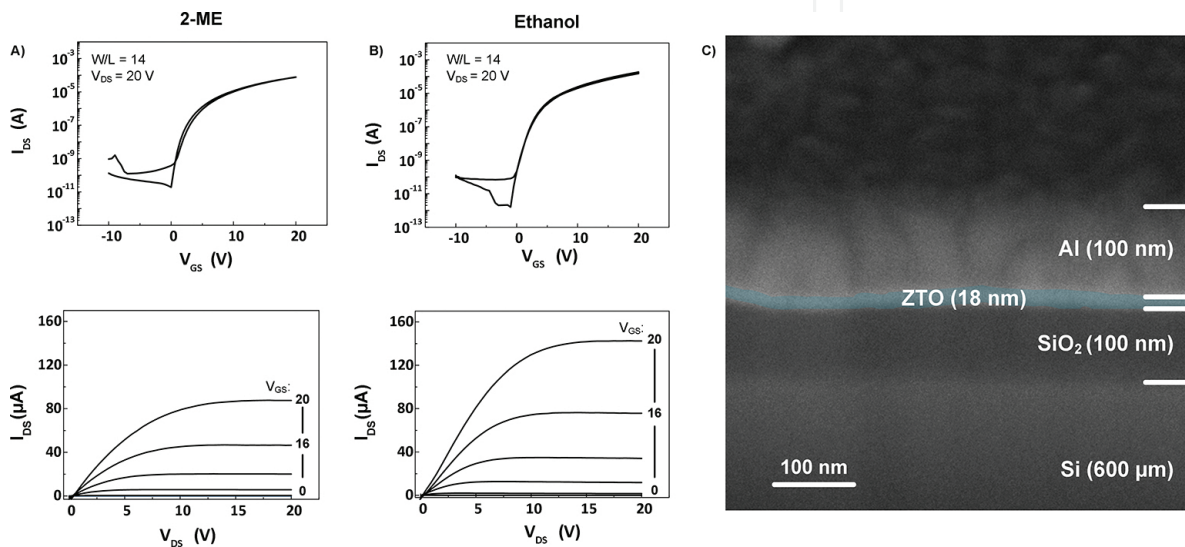 2-ME
A)
W/L = 14
V_DS = 20 V
10^-3
10^-5
10^-7
10^-9
10^-11
10^-13
I_DS (A)
-10
0
10
20
V_GS (V)
160
120
80
40
0
I_DS (µA)
V_GS:
20
16
0
0
5
10
15
20
V_DS (V)
Ethanol
B)
W/L = 14
V_DS = 20 V
10^-3
10^-5
10^-7
10^-9
10^-11
10^-13
I_DS (A)
-10
0
10
20
V_GS (V)
160
120
80
40
0
I_DS (µA)
V_GS:
20
16
0
0
5
10
15
20
V_DS (V)
C)
Al (100 nm)
ZTO (18 nm)
SiO₂ (100 nm)
100 nm
Si (600 µm)